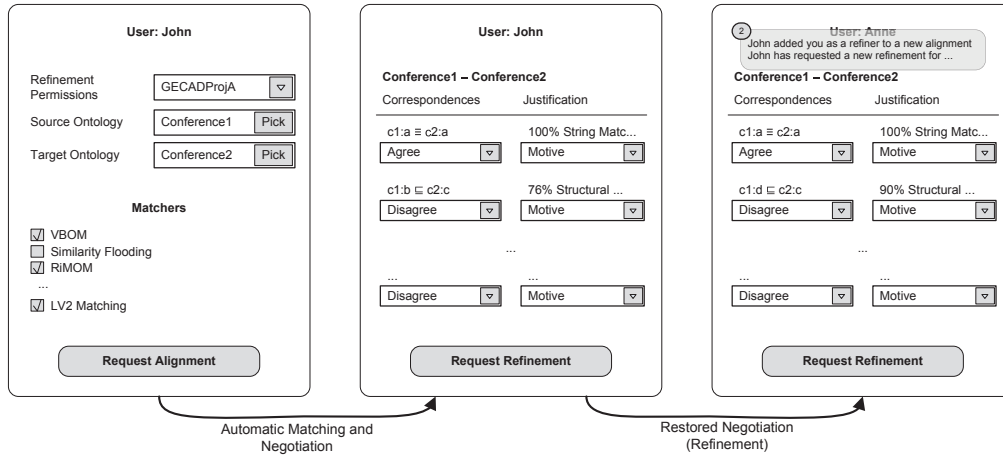 User: John
Refinement
Permissions
GECADProjA
Source Ontology
Conference1
Pick
Target Ontology
Conference2
Pick
Matchers
VBOM
Similarity Flooding
RiMOM
...
LV2 Matching
Request Alignment
User: John
Conference1 – Conference2
Correspondences
Justification
c1:a ≡ c2:a
100% String Matc...
Agree
Motive
c1:b ⊑ c2:c
76% Structural ...
Disagree
Motive
...
...
...
Disagree
Motive
Request Refinement
2
User: Anne
John added you as a refiner to a new alignment
John has requested a new refinement for ...
Conference1 – Conference2
Correspondences
Justification
c1:a ≡ c2:a
100% String Matc...
Agree
Motive
c1:d ⊑ c2:c
90% Structural ...
Disagree
Motive
...
...
...
Disagree
Motive
Request Refinement
Automatic Matching and
Negotiation
Restored Negotiation
(Refinement)